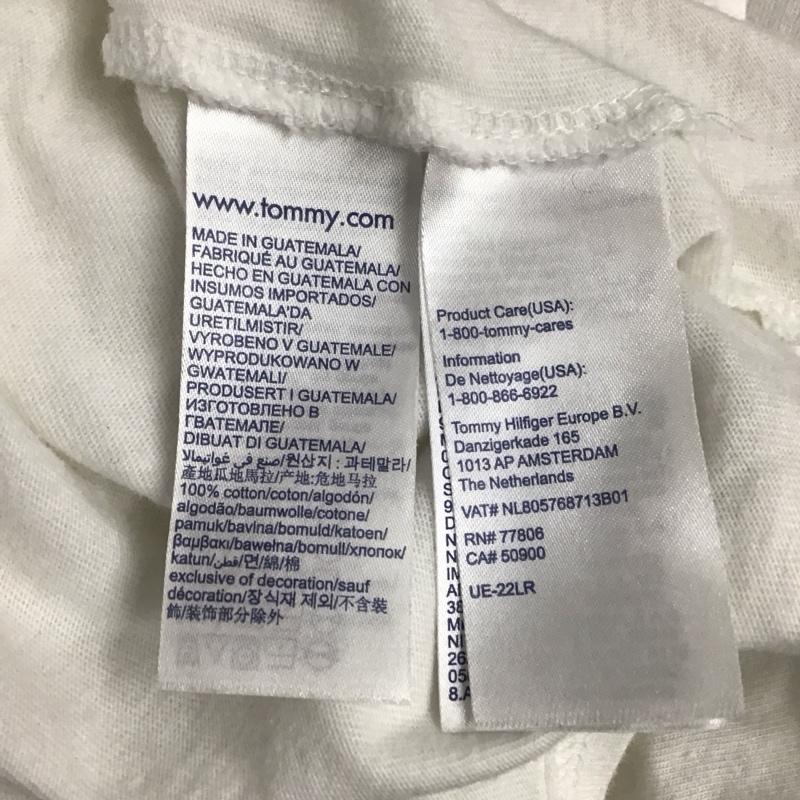 www.tommy.com
MADE IN GUATEMALA/
FABRIQUÉ AU GUATEMALA/
HECHO EN GUATEMALA CON
INSUMOS IMPORTADOS/
GUATEMALA'DA
URETILMISTIR/
VYROBENO V GUATEMALE/
WYPRODUKOWANO W
GWATEMALI/
PRODUSERT I GUATEMALA/
ИЗГОТОВЛЕНО В
ГВАТЕМАЛЕ/
DIBUAT DI GUATEMALA/
صنع في غواتيمالا/원산지 : 과테말라/
產地瓜地馬拉/产地:危地马拉
100% cotton/coton/algodón/
algodão/baumwolle/cotone/
pamuk/bavlna/bomuld/katoen/
βαμβακι/bawełna/bomull/хлопок/
katun/قطن/면/綿/棉
exclusive of decoration/sauf
décoration/장식재 제외/不含裝
飾/装饰部分除外
Product Care(USA):
1-800-tommy-cares
Information
De Nettoyage(USA):
1-800-866-6922
Tommy Hilfiger Europe B.V.
Danzigerkade 165
1013 AP AMSTERDAM
The Netherlands
VAT# NL805768713B01
RN# 77806
CA# 50900
UE-22LR